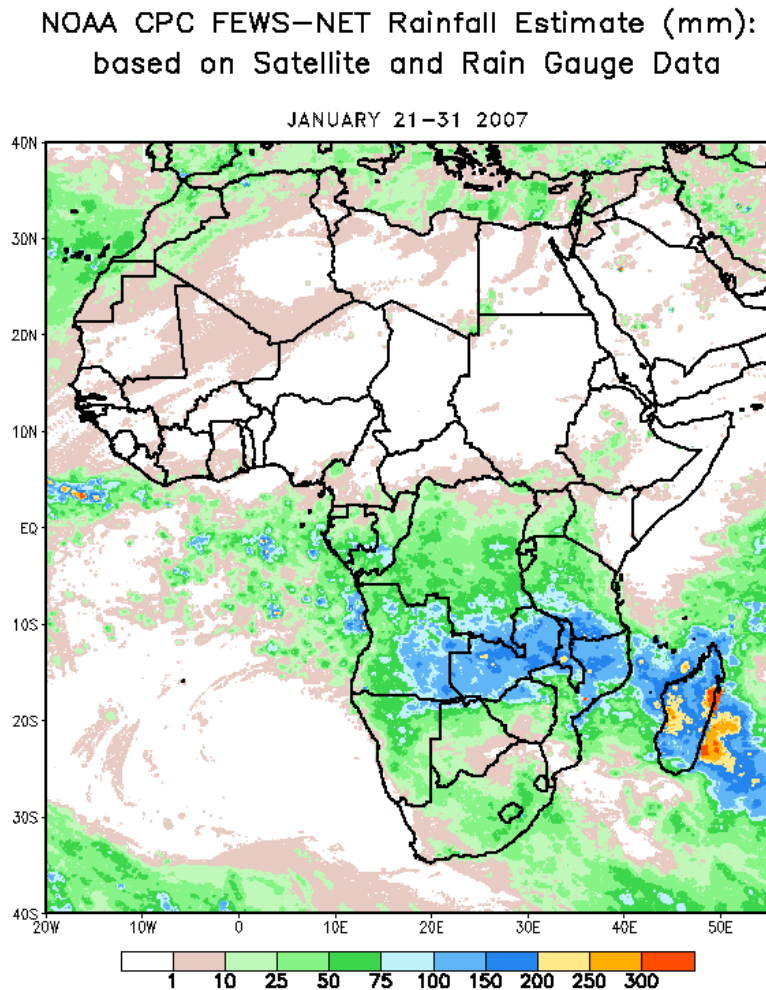 NOAA CPC FEWS-NET Rainfall Estimate (mm):
based on Satellite and Rain Gauge Data
JANUARY 21-31 2007
40N
30N
20N
10N
EQ
10S
20S
30S
40S
20W 10W 0 10E 20E 30E 40E 50E
1 10 25 50 75 100 150 200 250 300